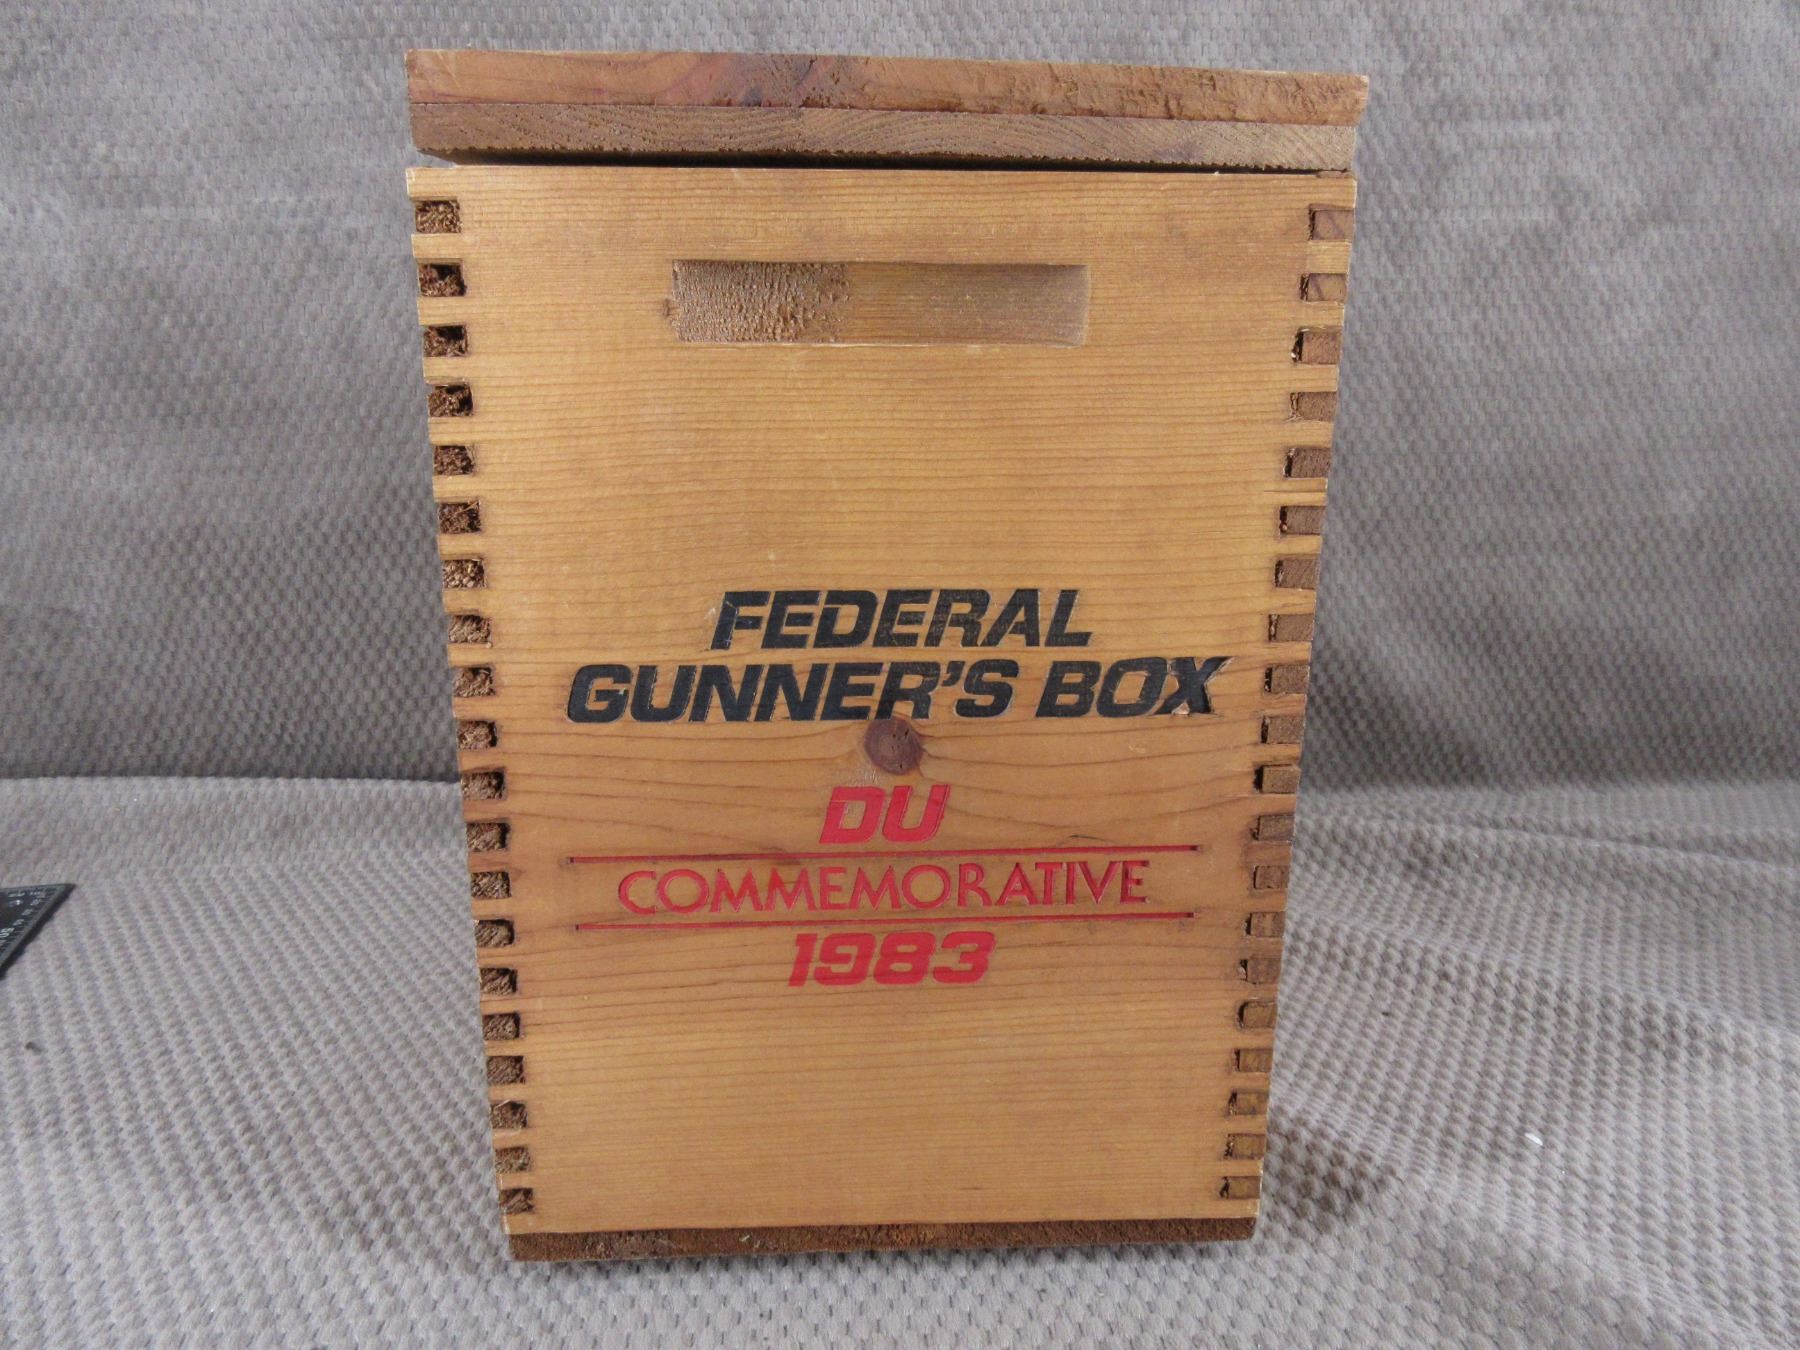 FEDERAL
GUNNER'S BOX
DU
COMMEMORATIVE
1983